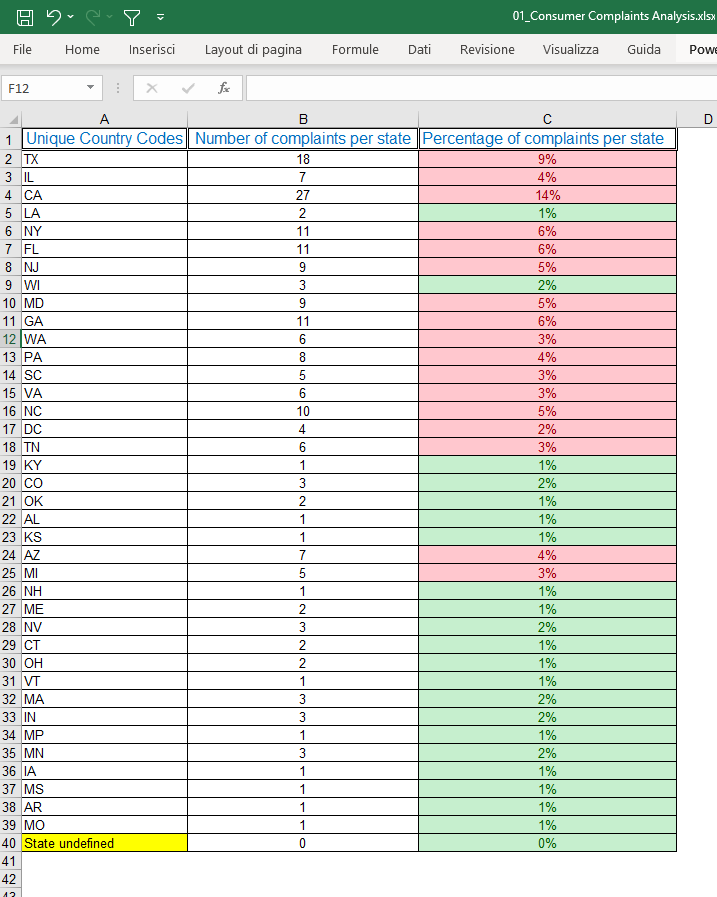 01_Consumer Complaints Analysis.xlsx
File Home Inserisci Layout di pagina Formule Dati Revisione Visualizza Guida Powe
F12 fx
A B C D
1 Unique Country Codes Number of complaints per state Percentage of complaints per state
2 TX 18 9%
3 IL 7 4%
4 CA 27 14%
5 LA 2 1%
6 NY 11 6%
7 FL 11 6%
8 NJ 9 5%
9 WI 3 2%
10 MD 9 5%
11 GA 11 6%
12 WA 6 3%
13 PA 8 4%
14 SC 5 3%
15 VA 6 3%
16 NC 10 5%
17 DC 4 2%
18 TN 6 3%
19 KY 1 1%
20 CO 3 2%
21 OK 2 1%
22 AL 1 1%
23 KS 1 1%
24 AZ 7 4%
25 MI 5 3%
26 NH 1 1%
27 ME 2 1%
28 NV 3 2%
29 CT 2 1%
30 OH 2 1%
31 VT 1 1%
32 MA 3 2%
33 IN 3 2%
34 MP 1 1%
35 MN 3 2%
36 IA 1 1%
37 MS 1 1%
38 AR 1 1%
39 MO 1 1%
40 State undefined 0 0%
41
42
43